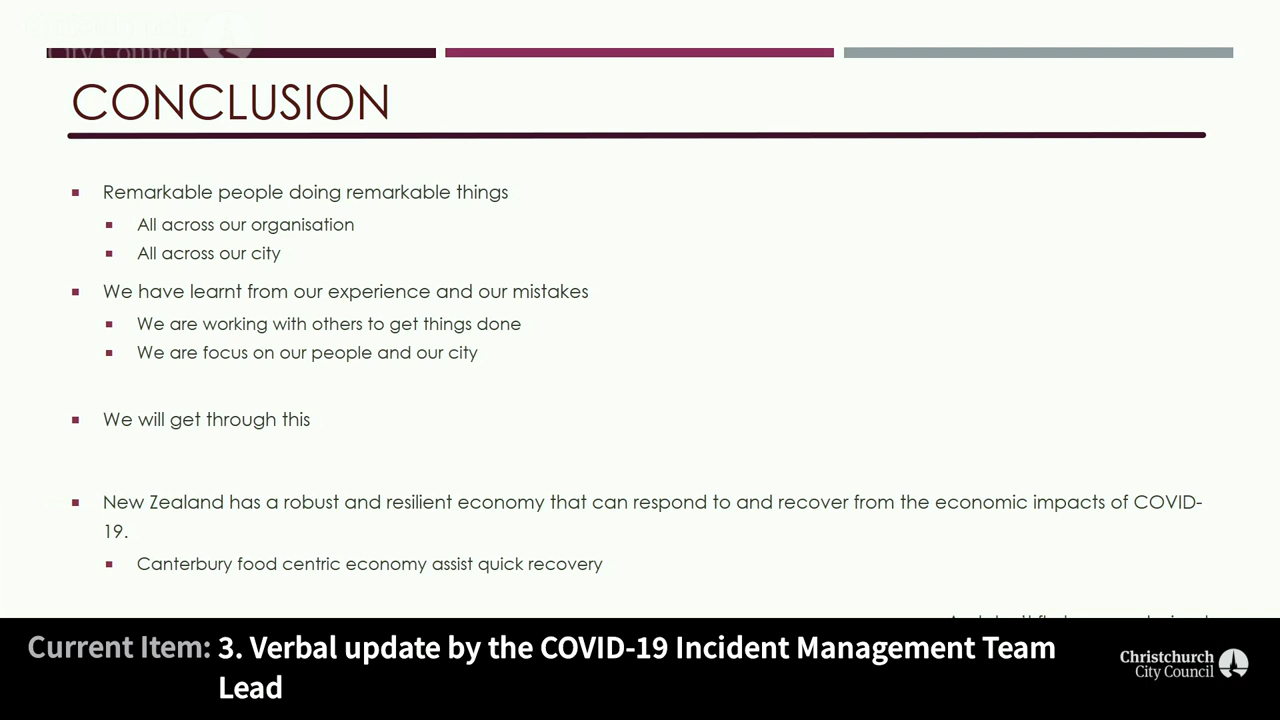 City Council
CONCLUSION
Remarkable people doing remarkable things
All across our organisation
All across our city
We have learnt from our experience and our mistakes
We are working with others to get things done
We are focus on our people and our city
We will get through this
New Zealand has a robust and resilient economy that can respond to and recover from the economic impacts of COVID-
19.
Canterbury food centric economy assist quick recovery
Current Item: 3. Verbal update by the COVID-19 Incident Management Team
Lead
Christchurch
City Council